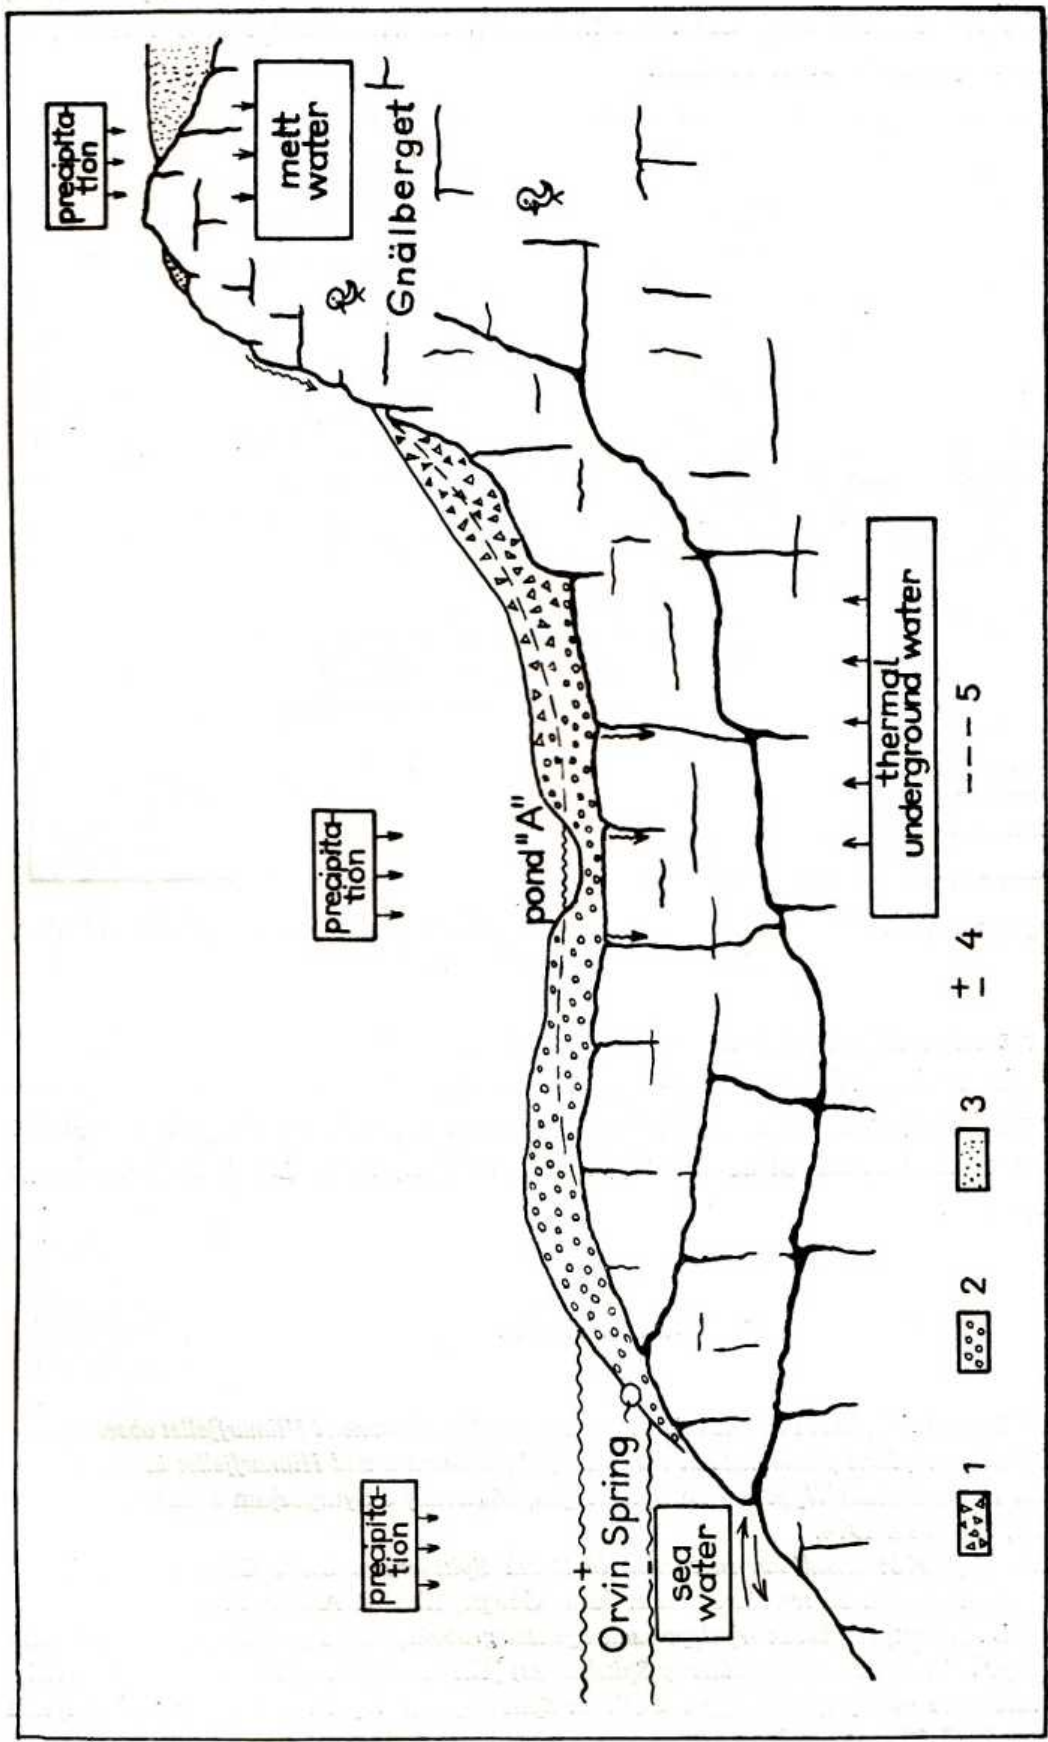 precipita-
tion
precipita-
tion
precipita-
tion
mett
water
Gnälberget
pond "A"
+
Orvin Spring
-
sea
water
thermal
underground water
1
2
3
± 4
--- 5